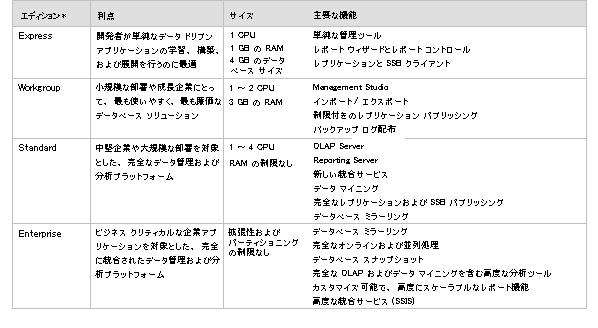 エディション* 利点 サイズ 主要な機能
Express
開発者が単純なデータ ドリブン
アプリケーションの学習、構築、
および展開を行うのに最適
1 CPU
1 GB の RAM
4 GB のデータ
ベース サイズ
単純な管理ツール
レポート ウィザードとレポート コントロール
レプリケーションと SSB クライアント
Workgroup
小規模な部署や成長企業にとっ
て、最も使いやすく、最も廉価な
データベース ソリューション
1 ～ 2 CPU
3 GB の RAM
Management Studio
インポート/ エクスポート
制限付きのレプリケーション パブリッシング
バックアップ ログ配布
Standard
中堅企業や大規模な部署を対象
とした、完全なデータ管理および
分析プラットフォーム
1 ～ 4 CPU
RAM の制限なし
OLAP Server
Reporting Server
新しい統合サービス
データ マイニング
完全なレプリケーションおよび SSB パブリッシング
データベース ミラーリング
Enterprise
ビジネス クリティカルな企業アプ
リケーションを対象とした、完全
に統合されたデータ管理および分
析プラットフォーム
拡張性および
パーティショニング
の制限なし
データベース ミラーリング
完全なオンラインおよび並列処理
データベース スナップショット
完全な OLAP およびデータ マイニングを含む高度な分析ツール
カスタマイズ可能で、高度にスケーラブルなレポート機能
高度な統合サービス (SSIS)